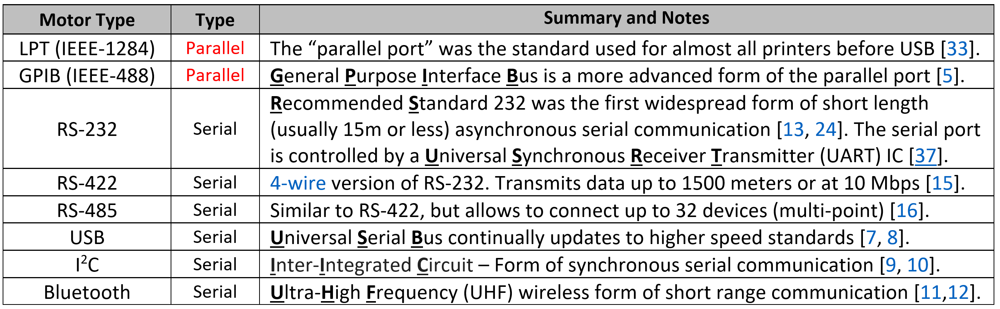 Motor Type Type Summary and Notes
LPT (IEEE-1284) Parallel The “parallel port” was the standard used for almost all printers before USB [33].
GPIB (IEEE-488) Parallel General Purpose Interface Bus is a more advanced form of the parallel port [5].
RS-232 Serial Recommended Standard 232 was the first widespread form of short length
(usually 15m or less) asynchronous serial communication [13, 24]. The serial port
is controlled by a Universal Synchronous Receiver Transmitter (UART) IC [37].
RS-422 Serial 4-wire version of RS-232. Transmits data up to 1500 meters or at 10 Mbps [15].
RS-485 Serial Similar to RS-422, but allows to connect up to 32 devices (multi-point) [16].
USB Serial Universal Serial Bus continually updates to higher speed standards [7, 8].
I²C Serial Inter-Integrated Circuit – Form of synchronous serial communication [9, 10].
Bluetooth Serial Ultra-High Frequency (UHF) wireless form of short range communication [11,12].